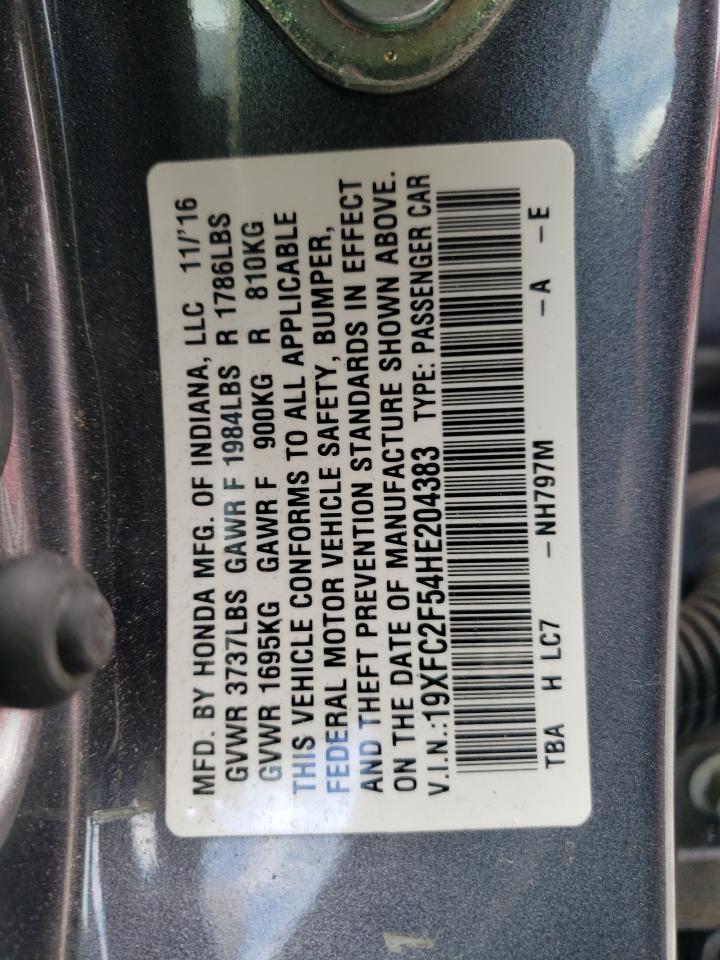 MFD. BY HONDA MFG. OF INDIANA, LLC 11/'16
GVWR 3737LBS GAWR F 1984LBS R 1786LBS
GVWR 1695KG GAWR F 900KG R 810KG
THIS VEHICLE CONFORMS TO ALL APPLICABLE
FEDERAL MOTOR VEHICLE SAFETY, BUMPER,
AND THEFT PREVENTION STANDARDS IN EFFECT
ON THE DATE OF MANUFACTURE SHOWN ABOVE.
V.I.N.:19XFC2F54HE204383 TYPE: PASSENGER CAR
TBA H LC7 -NH797M -A -E